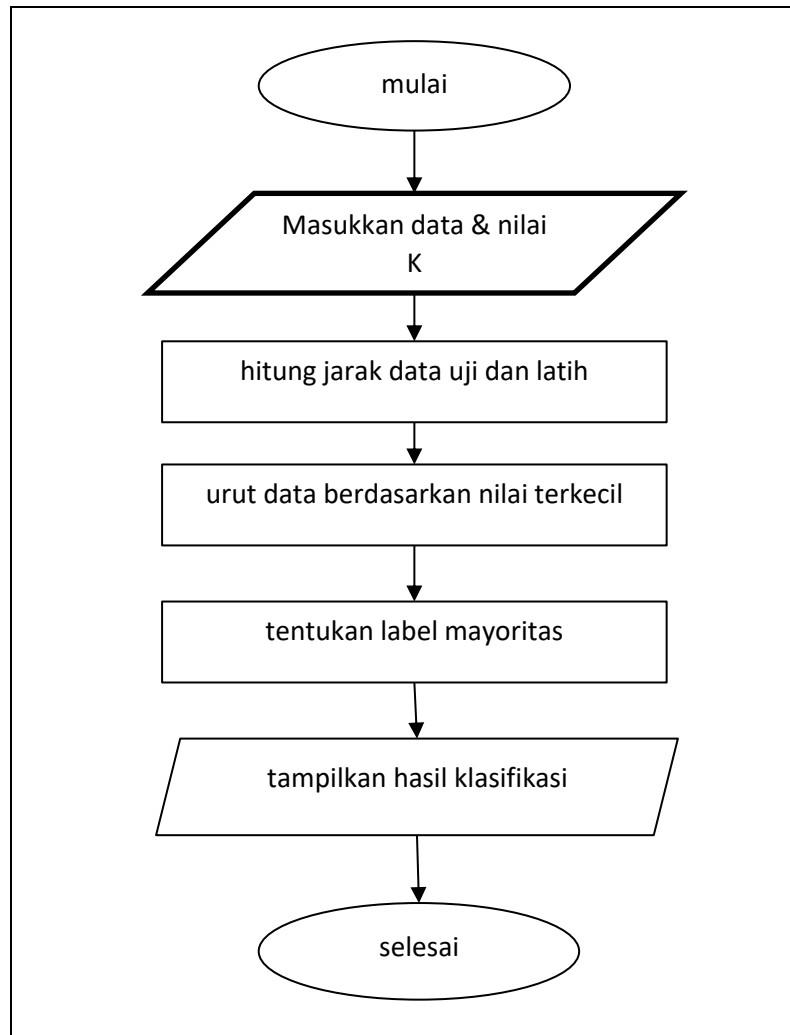 mulai
Masukkan data & nilai
K
hitung jarak data uji dan latih
urut data berdasarkan nilai terkecil
tentukan label mayoritas
tampilkan hasil klasifikasi
selesai